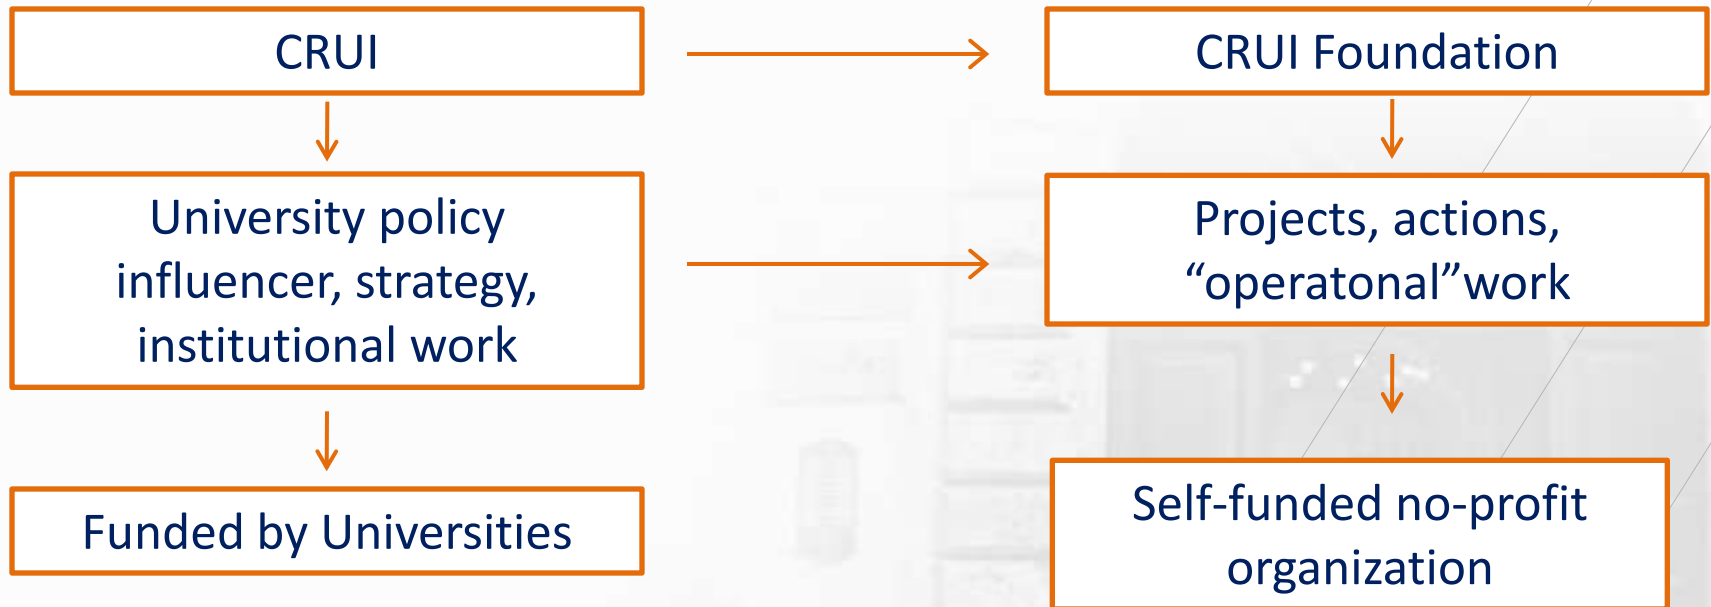 CRUI
CRUI Foundation
University policy
influencer, strategy,
institutional work
Projects, actions,
“operatonal”work
Funded by Universities
Self-funded no-profit
organization